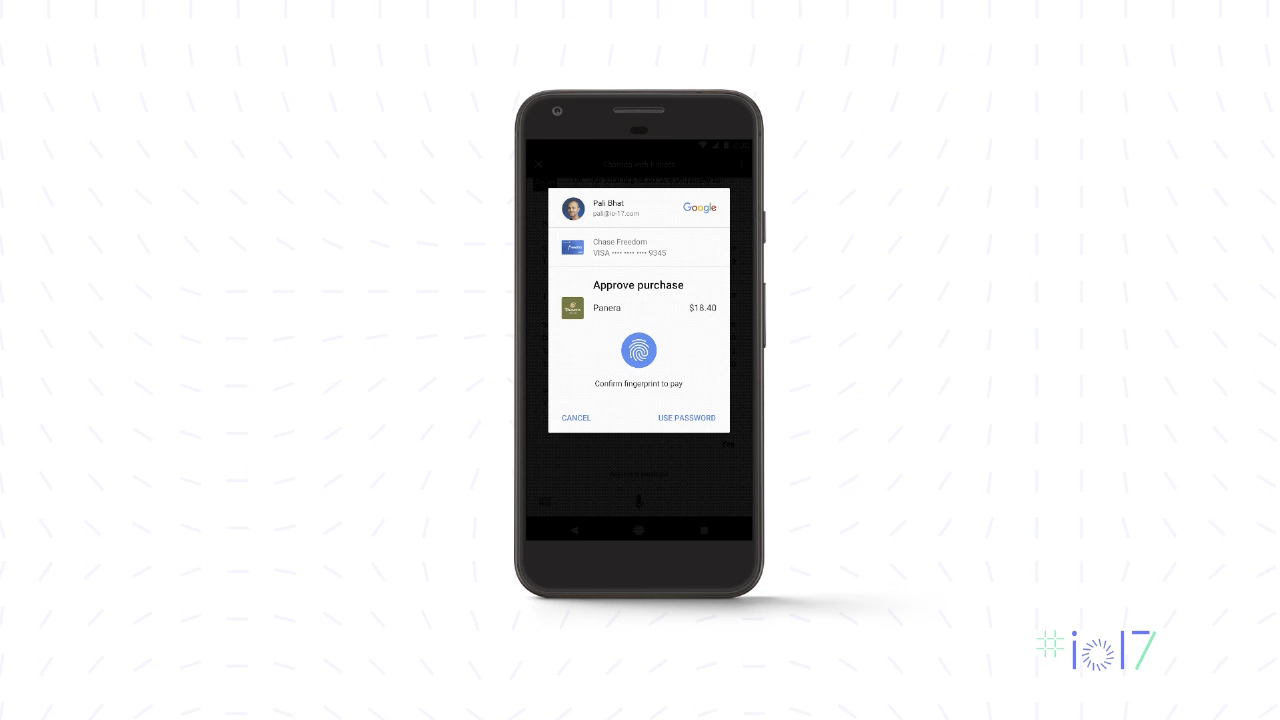 Pali Bhat
pali@io-17.com
Google
Chase Freedom
VISA •••• •••• •••• 9345
Approve purchase
Panera
$18.40
Confirm fingerprint to pay
CANCEL
USE PASSWORD
Yes
#io17